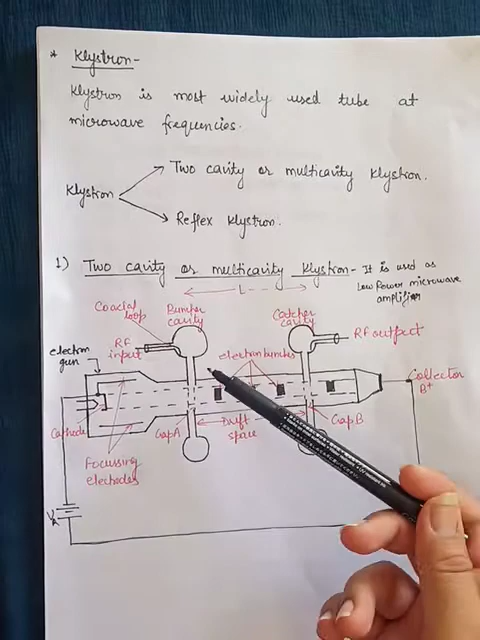 * Klystron-
Klystron is most widely used tube at
microwave frequencies.
Klystron
Two cavity or multicavity Klystron.
Reflex Klystron.
1) Two cavity or multicavity Klystron- It is used as
Low Power microwave
amplifier
L
Coacial
loop
Bumper
cavity
Catcher
cavity
RF
input
RF output
electron
gun
electron bunches
Collector
B+
Cathode
Gap A
Drift
space
Gap B
Focussing
electrodes